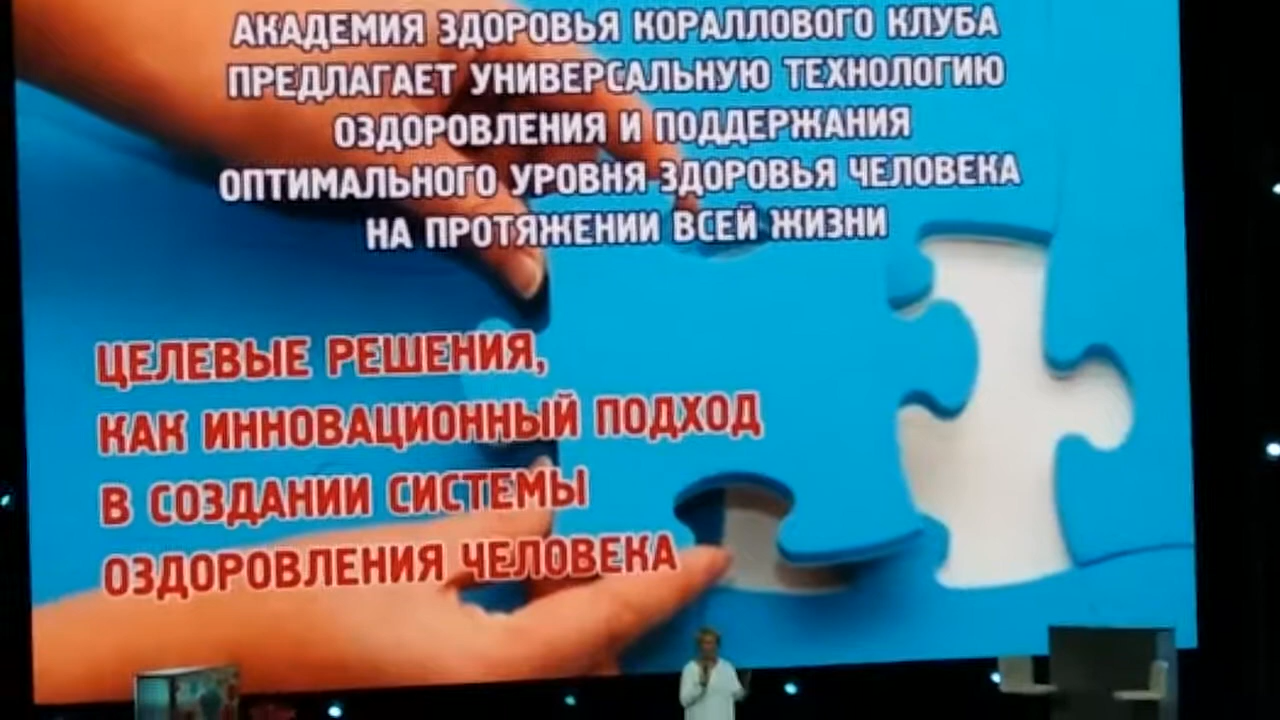 АКАДЕМИЯ ЗДОРОВЬЯ КОРАЛЛОВОГО КЛУБА
ПРЕДЛАГАЕТ УНИВЕРСАЛЬНУЮ ТЕХНОЛОГИЮ
ОЗДОРОВЛЕНИЯ И ПОДДЕРЖАНИЯ
ОПТИМАЛЬНОГО УРОВНЯ ЗДОРОВЬЯ ЧЕЛОВЕКА
НА ПРОТЯЖЕНИИ ВСЕЙ ЖИЗНИ
ЦЕЛЕВЫЕ РЕШЕНИЯ,
КАК ИННОВАЦИОННЫЙ ПОДХОД
В СОЗДАНИИ СИСТЕМЫ
ОЗДОРОВЛЕНИЯ ЧЕЛОВЕКА